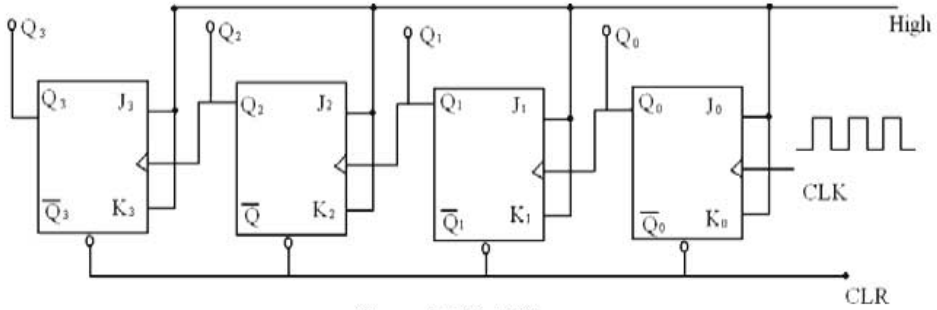 Q3 Q2 Q1 Q0 High
Q3 J3 Q2 J2 Q1 J1 Q0 J0
CLK
Q̅3 K3 Q̅ K2 Q̅1 K1 Q̅0 K0
CLR